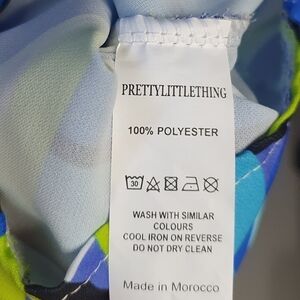 PRETTYLITTLETHING
100% POLYESTER
30
WASH WITH SIMILAR
COLOURS
COOL IRON ON REVERSE
DO NOT DRY CLEAN
Made in Morocco